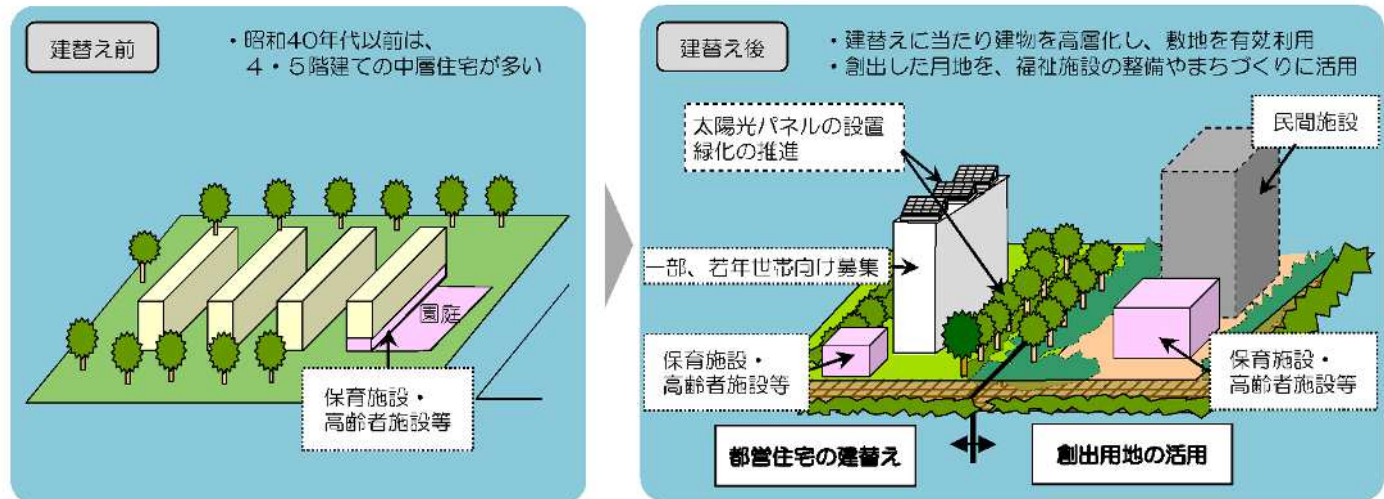 建替え前
・昭和40年代以前は、
４・５階建ての中層住宅が多い
園庭
保育施設・
高齢者施設等
建替え後
・建替えに当たり建物を高層化し、敷地を有効利用
・創出した用地を、福祉施設の整備やまちづくりに活用
太陽光パネルの設置
緑化の推進
民間施設
一部、若年世帯向け募集
保育施設・
高齢者施設等
保育施設・
高齢者施設等
都営住宅の建替え
創出用地の活用